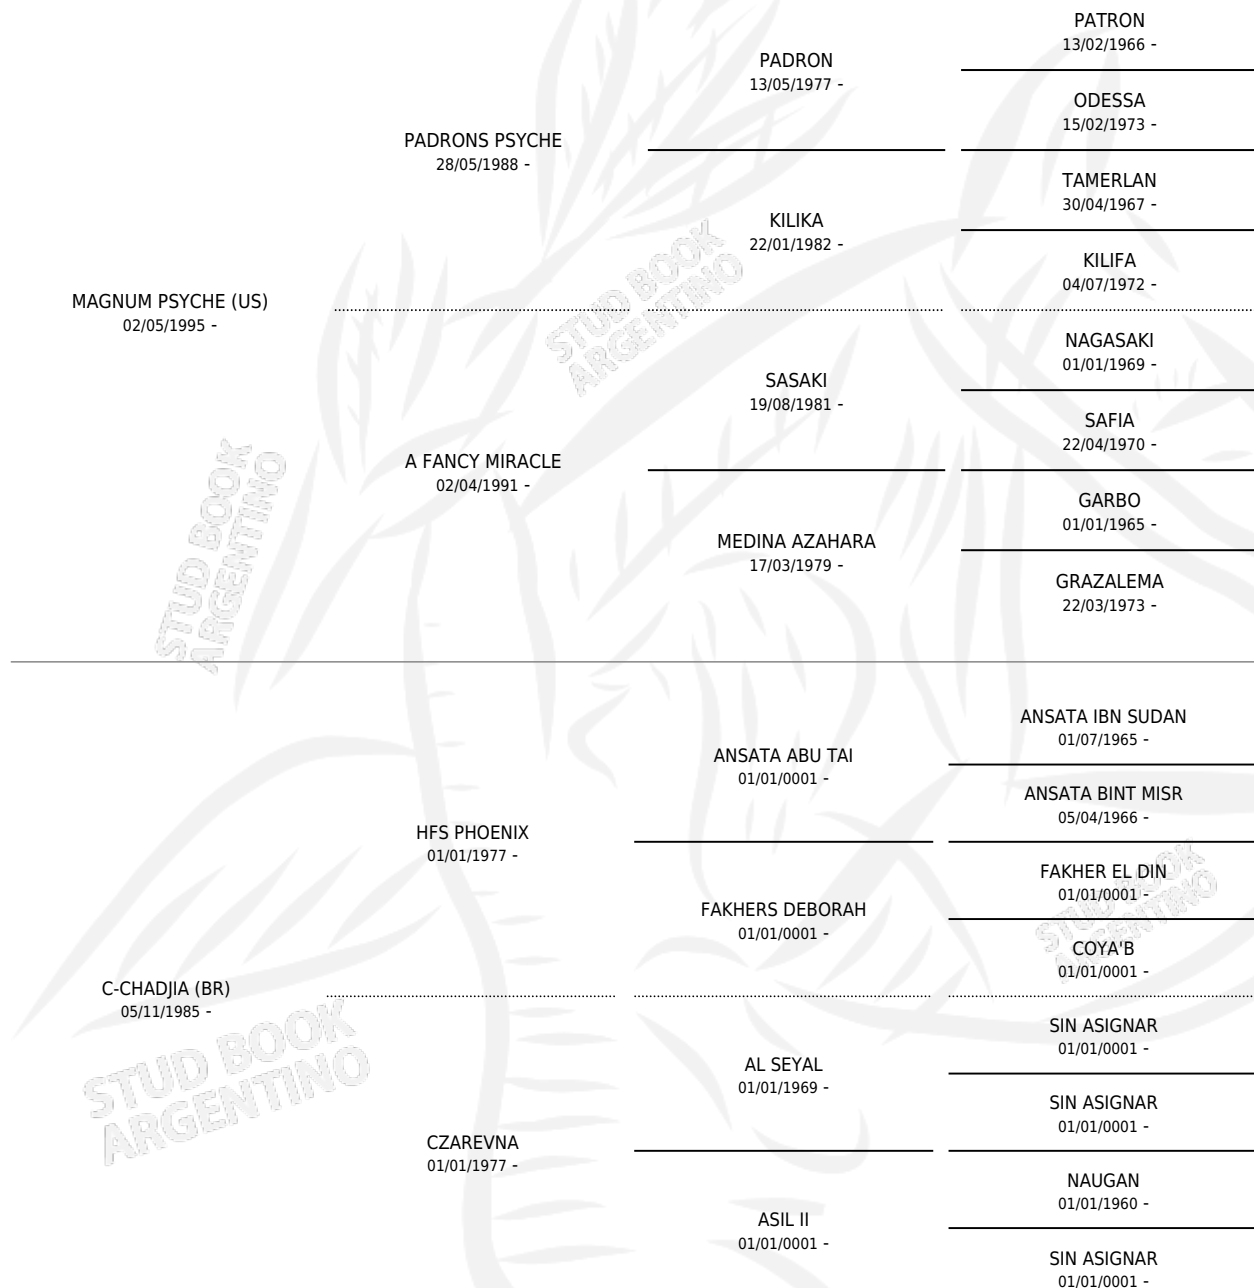 PATRON
13/02/1966 -
PADRON
13/05/1977 -
ODESSA
15/02/1973 -
PADRONS PSYCHE
28/05/1988 -
TAMERLAN
30/04/1967 -
KILIKA
22/01/1982 -
KILIFA
04/07/1972 -
MAGNUM PSYCHE (US)
02/05/1995 -
NAGASAKI
01/01/1969 -
SASAKI
19/08/1981 -
SAFIA
22/04/1970 -
A FANCY MIRACLE
02/04/1991 -
GARBO
01/01/1965 -
MEDINA AZAHARA
17/03/1979 -
GRAZALEMA
22/03/1973 -
ANSATA IBN SUDAN
01/07/1965 -
ANSATA ABU TAI
01/01/0001 -
ANSATA BINT MISR
05/04/1966 -
HFS PHOENIX
01/01/1977 -
FAKHER EL DIN
01/01/0001 -
FAKHERS DEBORAH
01/01/0001 -
COYA'B
01/01/0001 -
C-CHADJIA (BR)
05/11/1985 -
SIN ASIGNAR
01/01/0001 -
AL SEYAL
01/01/1969 -
SIN ASIGNAR
01/01/0001 -
CZAREVNA
01/01/1977 -
NAUGAN
01/01/1960 -
ASIL II
01/01/0001 -
SIN ASIGNAR
01/01/0001 -
STUD BOOK
ARGENTINO
STUD BOOK
ARGENTINO
STUD BOOK
ARGENTINO
STUD BOOK
ARGENTINO